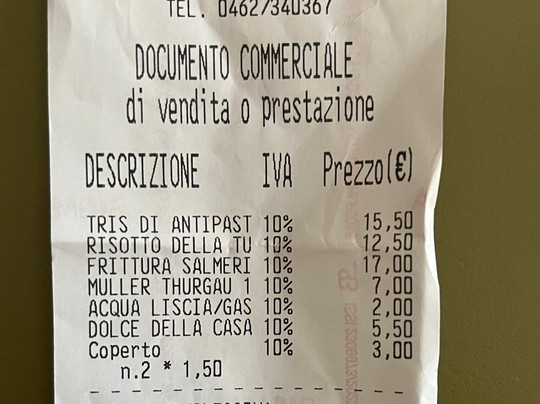 TEL. 0462/340367
DOCUMENTO COMMERCIALE
di vendita o prestazione
DESCRIZIONE IVA Prezzo(€)
TRIS DI ANTIPAST 10% 15,50
RISOTTO DELLA TU 10% 12,50
FRITTURA SALMERI 10% 17,00
MULLER THURGAU 1 10% 7,00
ACQUA LISCIA/GAS 10% 2,00
DOLCE DELLA CASA 10% 5,50
Coperto 10% 3,00
n.2 * 1,50